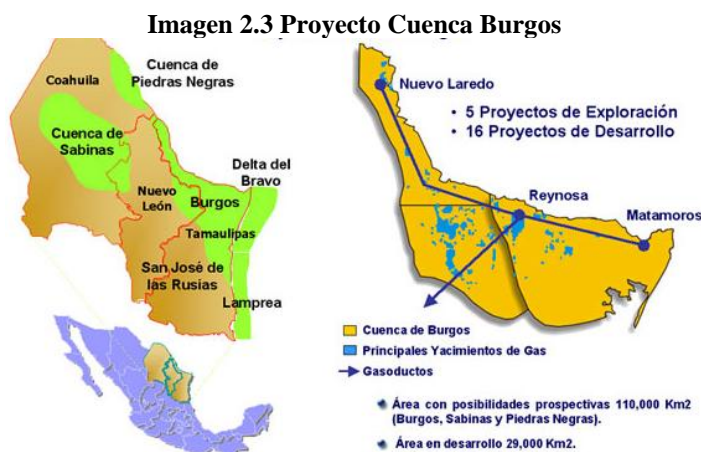 Imagen 2.3 Proyecto Cuenca Burgos
Coahuila
Cuenca de
Piedras Negras
Cuenca de
Sabinas
Nuevo
León
Burgos
Delta del
Bravo
Tamaulipas
San José de
las Rusias
Lamprea
Nuevo Laredo
• 5 Proyectos de Exploración
• 16 Proyectos de Desarrollo
Reynosa
Matamoros
Cuenca de Burgos
Principales Yacimientos de Gas
Gasoductos
Área con posibilidades prospectivas 110,000 Km2
(Burgos, Sabinas y Piedras Negras).
Área en desarrollo 29,000 Km2.